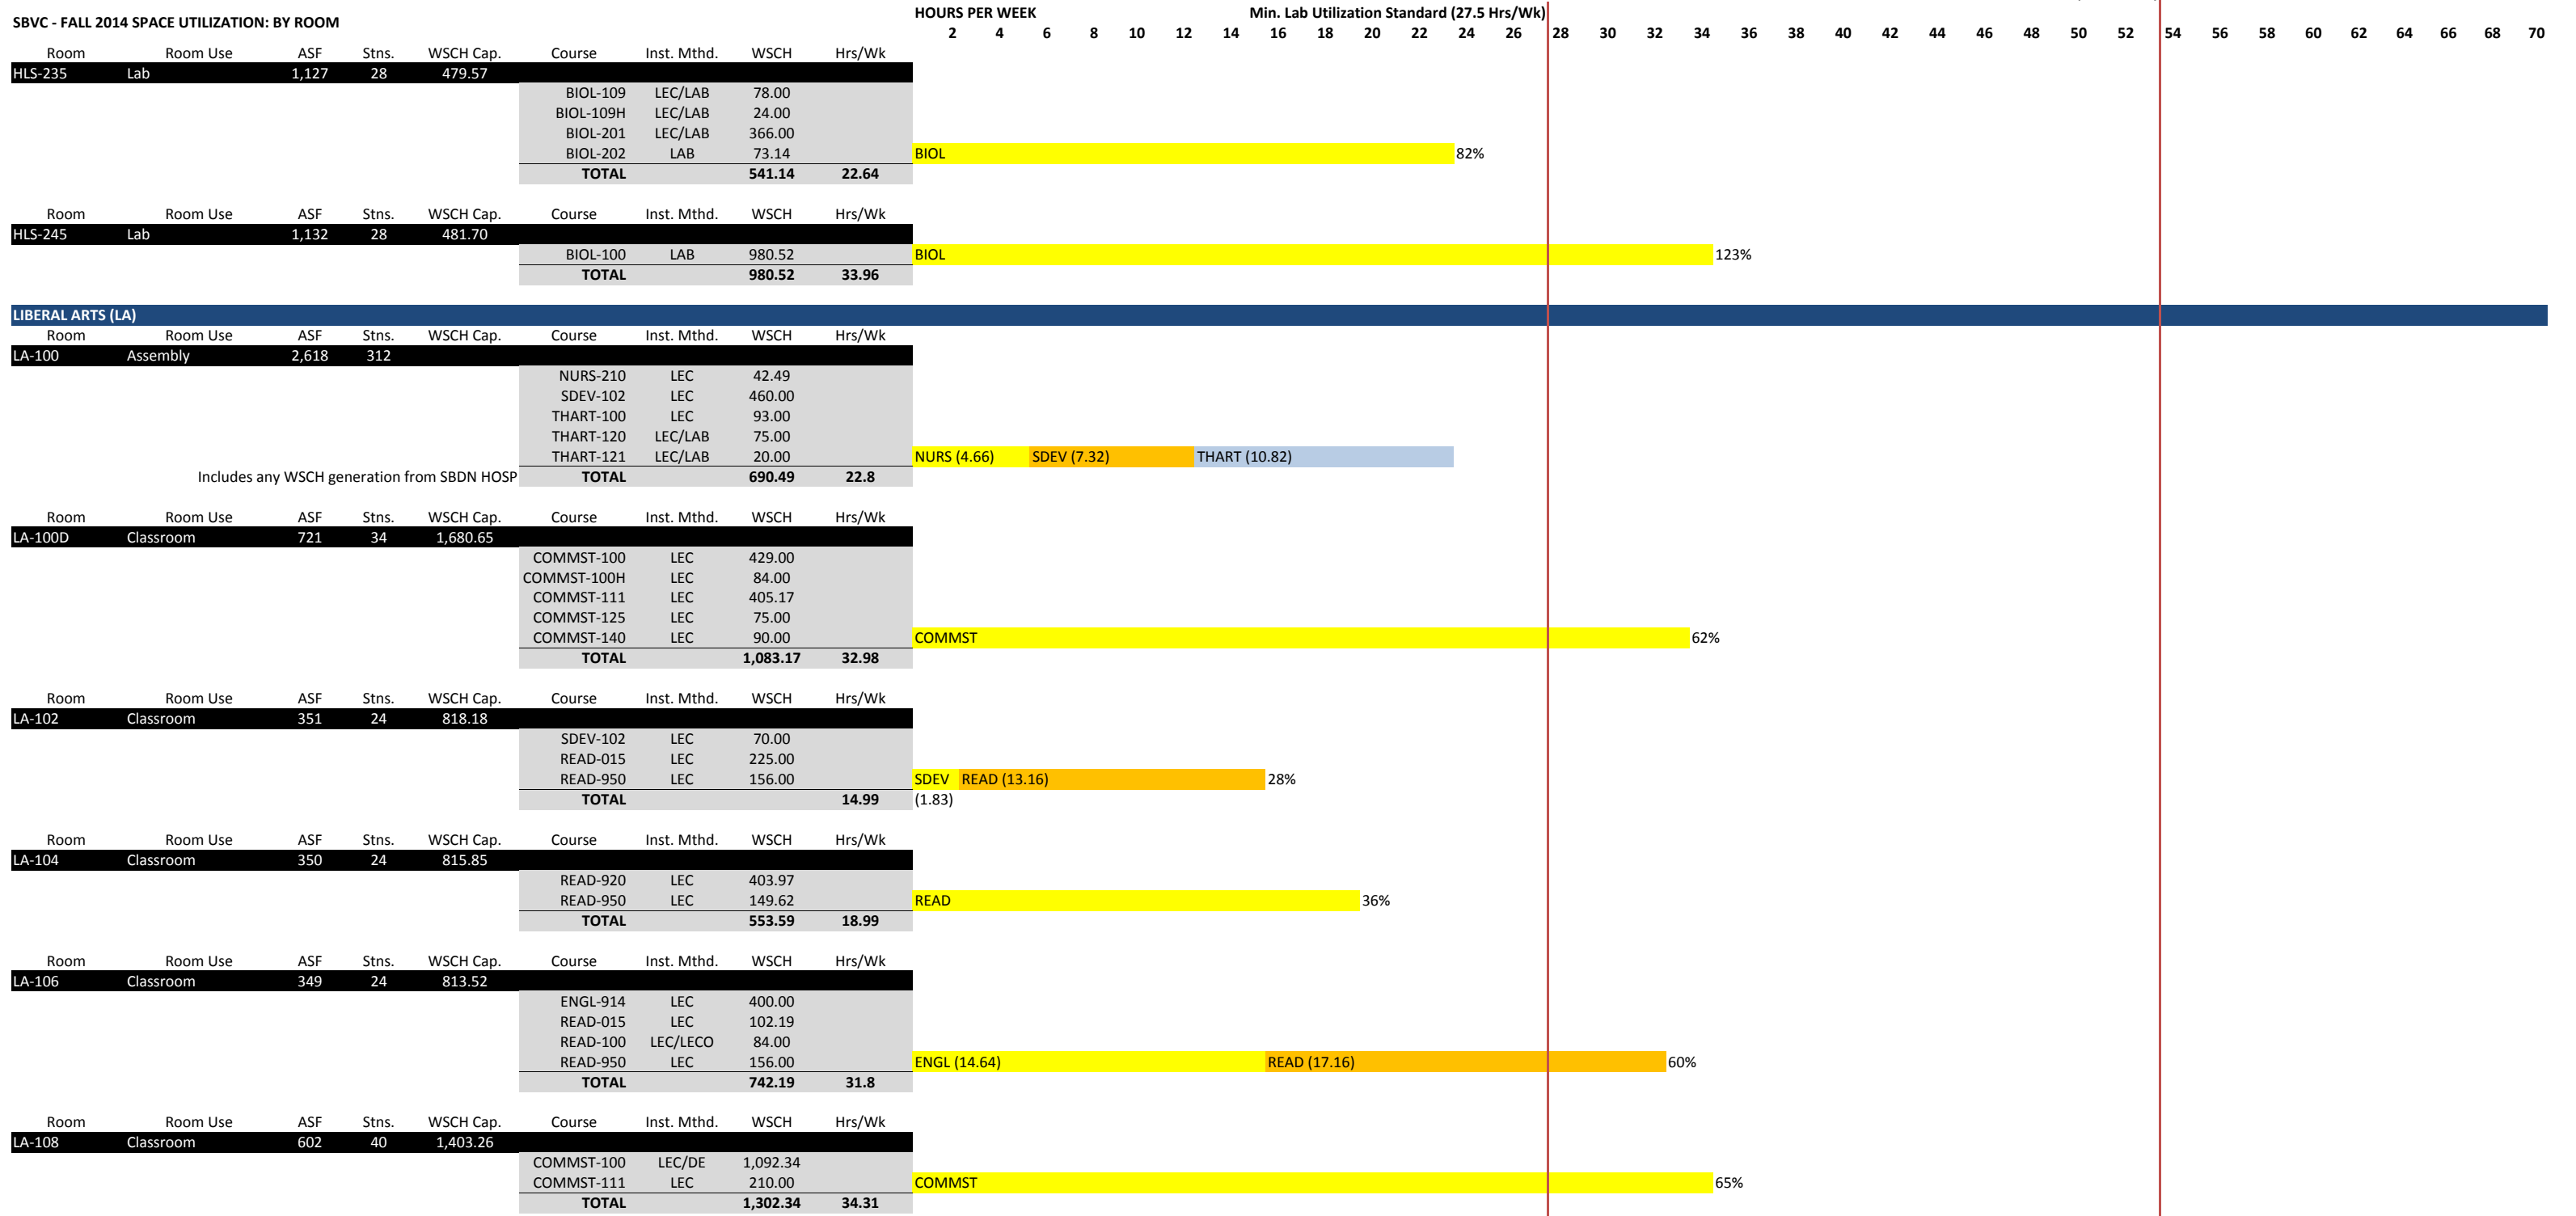 HOURS PER WEEK Min. Lab Utilization Standard (27.5 Hrs/Wk)
SBVC - FALL 2014 SPACE UTILIZATION: BY ROOM
2 4 6 8 10 12 14 16 18 20 22 24 26 28 30 32 34 36 38 40 42 44 46 48 50 52 54 56 58 60 62 64 66 68 70
Room Room Use ASF Stns. WSCH Cap. Course Inst. Mthd. WSCH Hrs/Wk
HLS-235 Lab 1,127 28 479.57
BIOL-109 LEC/LAB 78.00
BIOL-109H LEC/LAB 24.00
BIOL-201 LEC/LAB 366.00
BIOL-202 LAB 73.14 BIOL 82%
TOTAL 541.14 22.64
Room Room Use ASF Stns. WSCH Cap. Course Inst. Mthd. WSCH Hrs/Wk
HLS-245 Lab 1,132 28 481.70
BIOL-100 LAB 980.52 BIOL 123%
TOTAL 980.52 33.96
LIBERAL ARTS (LA)
Room Room Use ASF Stns. WSCH Cap. Course Inst. Mthd. WSCH Hrs/Wk
LA-100 Assembly 2,618 312
NURS-210 LEC 42.49
SDEV-102 LEC 460.00
THART-100 LEC 93.00
THART-120 LEC/LAB 75.00
THART-121 LEC/LAB 20.00 NURS (4.66) SDEV (7.32) THART (10.82)
Includes any WSCH generation from SBDN HOSP TOTAL 690.49 22.8
Room Room Use ASF Stns. WSCH Cap. Course Inst. Mthd. WSCH Hrs/Wk
LA-100D Classroom 721 34 1,680.65
COMMST-100 LEC 429.00
COMMST-100H LEC 84.00
COMMST-111 LEC 405.17
COMMST-125 LEC 75.00
COMMST-140 LEC 90.00 COMMST 62%
TOTAL 1,083.17 32.98
Room Room Use ASF Stns. WSCH Cap. Course Inst. Mthd. WSCH Hrs/Wk
LA-102 Classroom 351 24 818.18
SDEV-102 LEC 70.00
READ-015 LEC 225.00
READ-950 LEC 156.00 SDEV READ (13.16) 28%
TOTAL 14.99 (1.83)
Room Room Use ASF Stns. WSCH Cap. Course Inst. Mthd. WSCH Hrs/Wk
LA-104 Classroom 350 24 815.85
READ-920 LEC 403.97
READ-950 LEC 149.62 READ 36%
TOTAL 553.59 18.99
Room Room Use ASF Stns. WSCH Cap. Course Inst. Mthd. WSCH Hrs/Wk
LA-106 Classroom 349 24 813.52
ENGL-914 LEC 400.00
READ-015 LEC 102.19
READ-100 LEC/LECO 84.00
READ-950 LEC 156.00 ENGL (14.64) READ (17.16) 60%
TOTAL 742.19 31.8
Room Room Use ASF Stns. WSCH Cap. Course Inst. Mthd. WSCH Hrs/Wk
LA-108 Classroom 602 40 1,403.26
COMMST-100 LEC/DE 1,092.34
COMMST-111 LEC 210.00 COMMST 65%
TOTAL 1,302.34 34.31